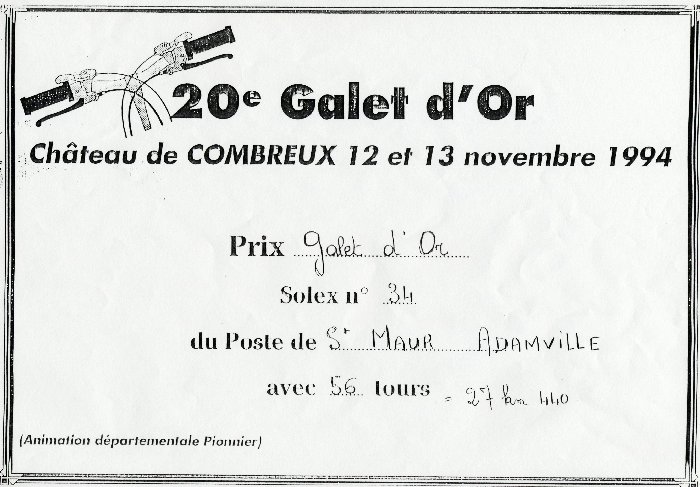 20e Galet d'Or
Château de COMBREUX 12 et 13 novembre 1994
Prix Galet d'Or
Solex n° 34
du Poste de St MAUR ADAMVILLE
avec 56 tours = 27 km 440
(Animation départementale Pionnier)